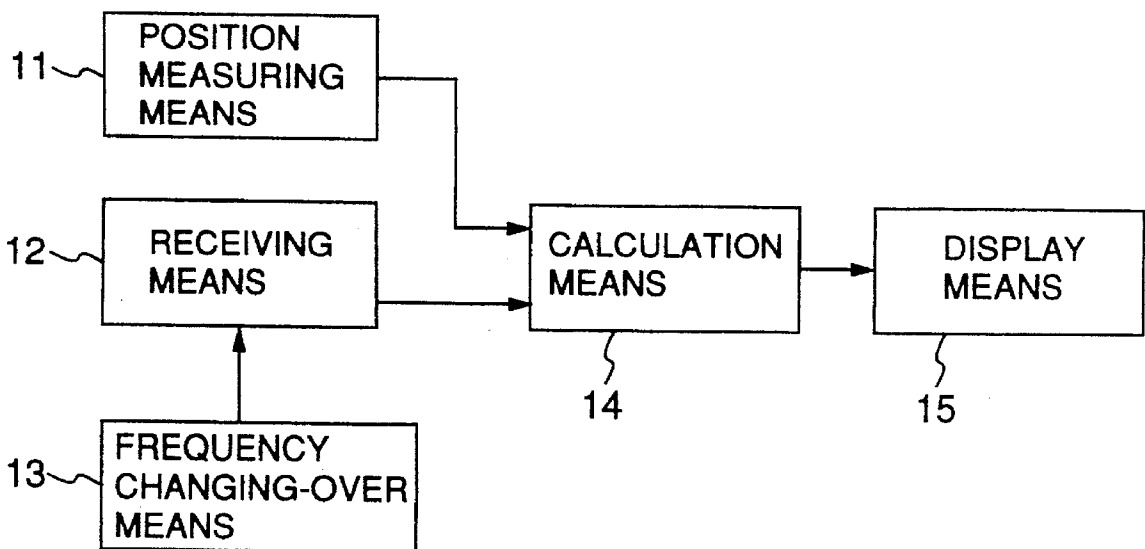 11
POSITION
MEASURING
MEANS
12
RECEIVING
MEANS
CALCULATION
MEANS
DISPLAY
MEANS
14
15
13
FREQUENCY
CHANGING-OVER
MEANS